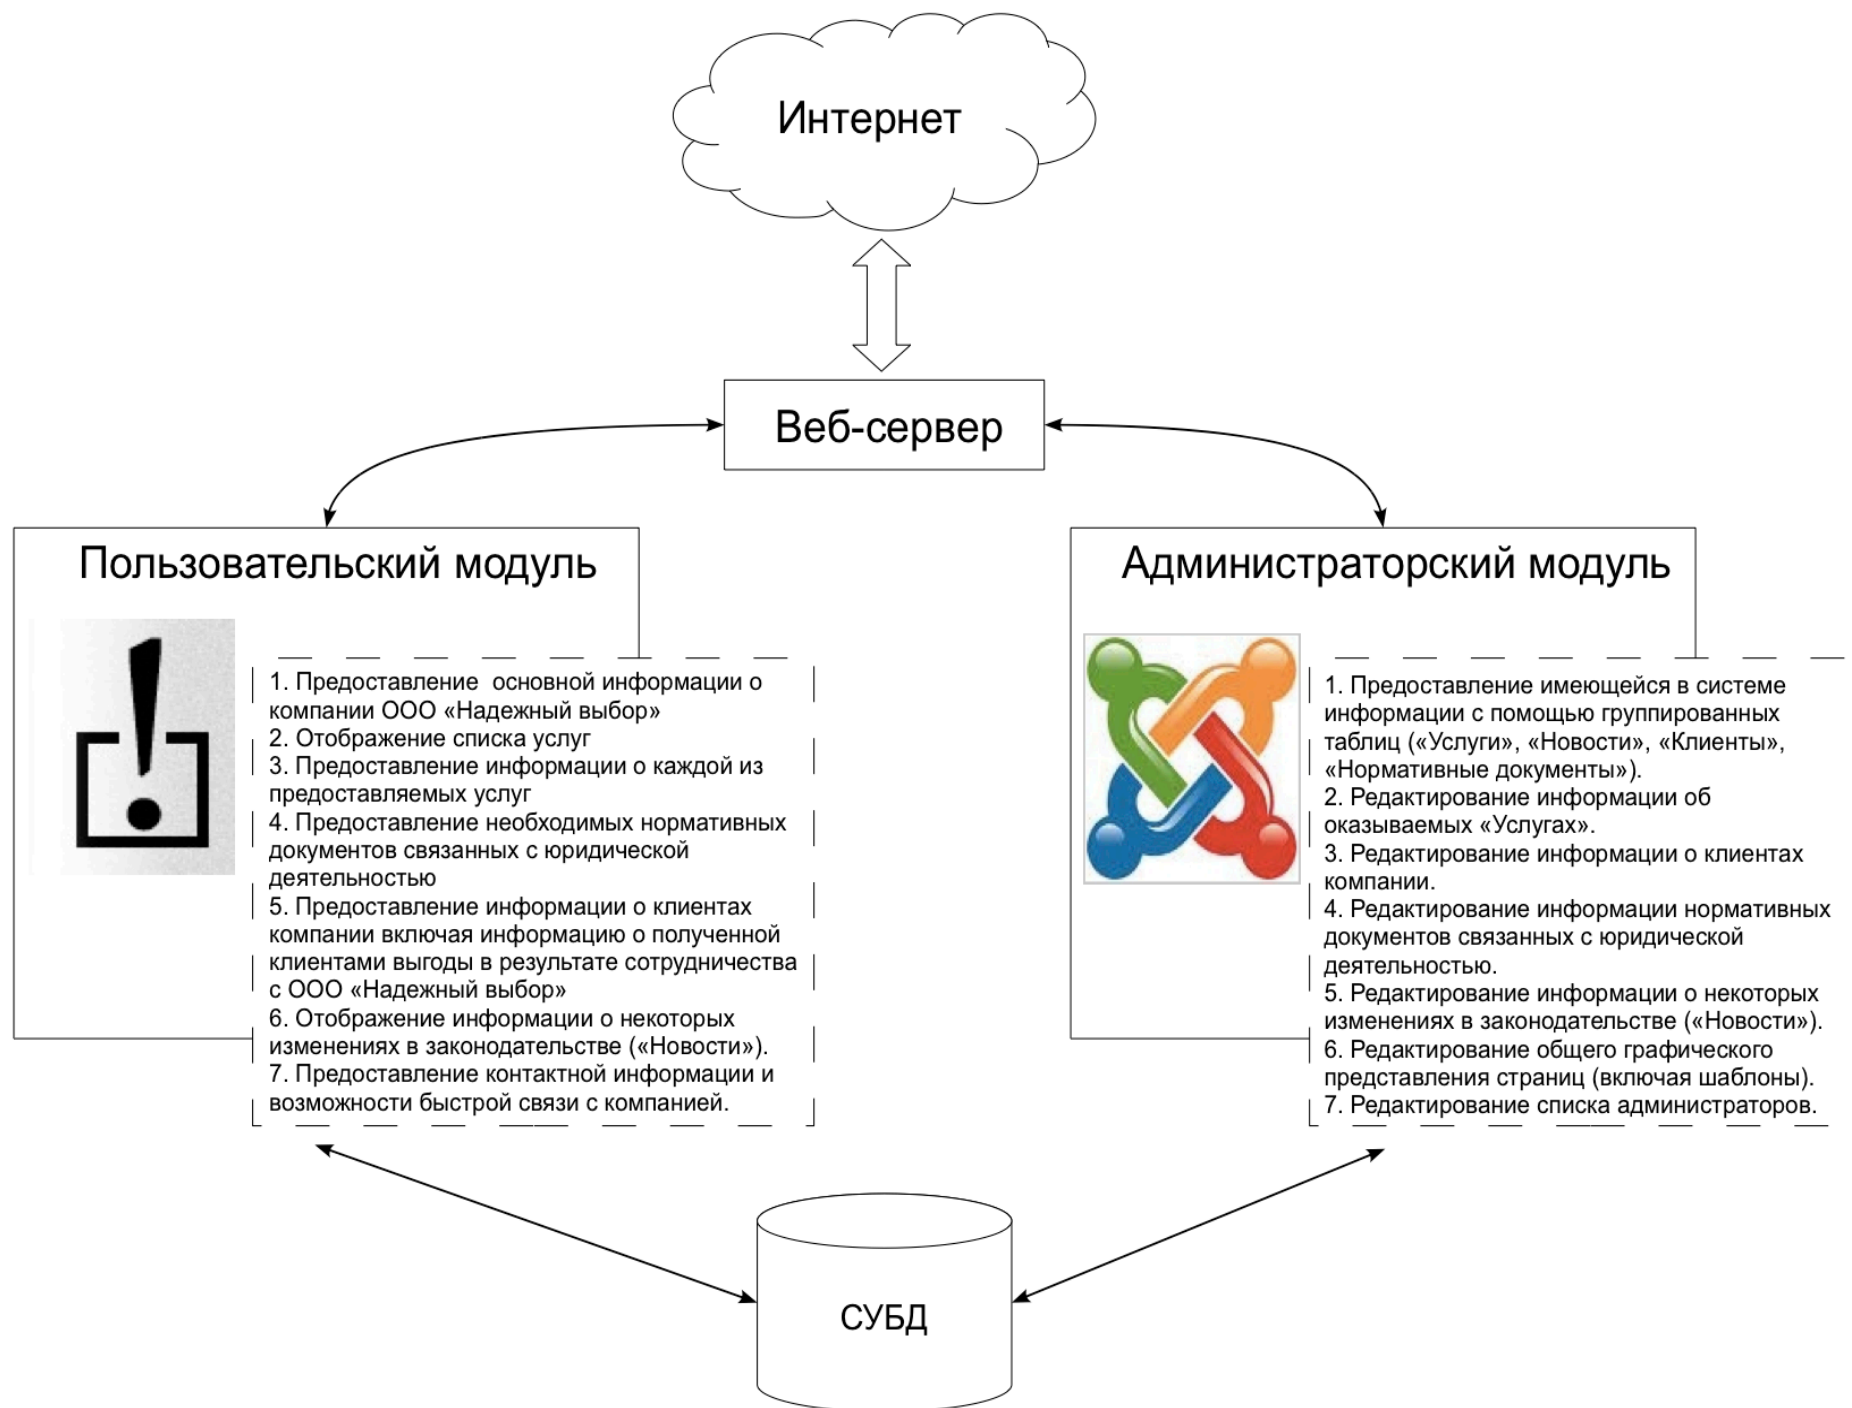 Интернет
Веб-сервер
Пользовательский модуль
1. Предоставление основной информации о
компании ООО «Надежный выбор»
2. Отображение списка услуг
3. Предоставление информации о каждой из
предоставляемых услуг
4. Предоставление необходимых нормативных
документов связанных с юридической
деятельностью
5. Предоставление информации о клиентах
компании включая информацию о полученной
клиентами выгоды в результате сотрудничества
с ООО «Надежный выбор»
6. Отображение информации о некоторых
изменениях в законодательстве («Новости»).
7. Предоставление контактной информации и
возможности быстрой связи с компанией.
Администраторский модуль
1. Предоставление имеющейся в системе
информации с помощью группированных
таблиц («Услуги», «Новости», «Клиенты»,
«Нормативные документы»).
2. Редактирование информации об
оказываемых «Услугах».
3. Редактирование информации о клиентах
компании.
4. Редактирование информации нормативных
документов связанных с юридической
деятельностью.
5. Редактирование информации о некоторых
изменениях в законодательстве («Новости»).
6. Редактирование общего графического
представления страниц (включая шаблоны).
7. Редактирование списка администраторов.
СУБД